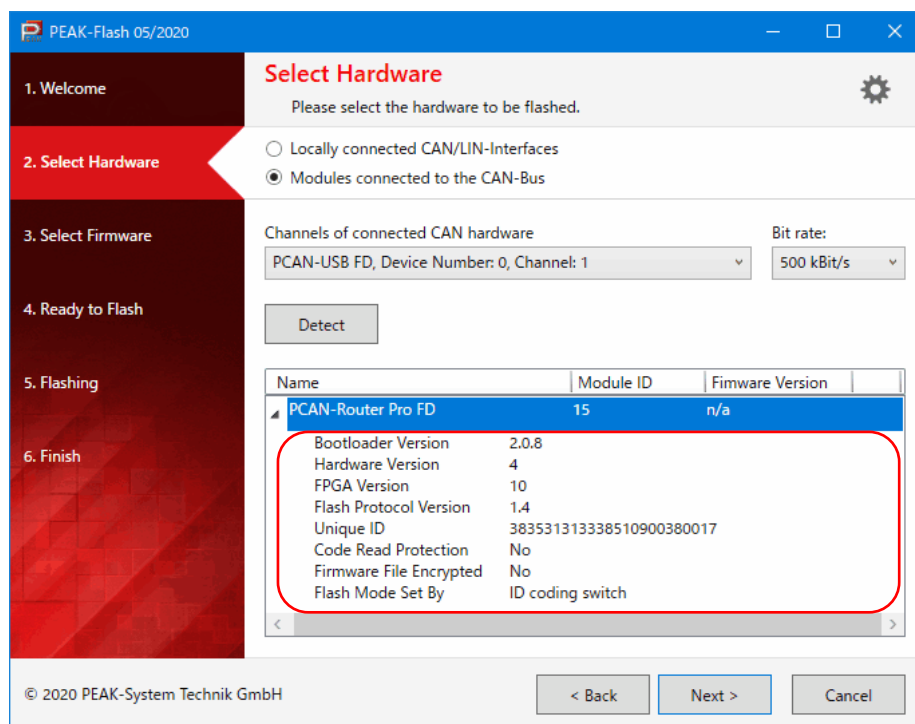 PEAK-Flash 05/2020
1. Welcome
2. Select Hardware
3. Select Firmware
4. Ready to Flash
5. Flashing
6. Finish
Select Hardware
Please select the hardware to be flashed.
Locally connected CAN/LIN-Interfaces
Modules connected to the CAN-Bus
Channels of connected CAN hardware Bit rate:
PCAN-USB FD, Device Number: 0, Channel: 1 500 kBit/s
Detect
Name Module ID Fimware Version
PCAN-Router Pro FD 15 n/a
Bootloader Version 2.0.8
Hardware Version 4
FPGA Version 10
Flash Protocol Version 1.4
Unique ID 383531313338510900380017
Code Read Protection No
Firmware File Encrypted No
Flash Mode Set By ID coding switch
© 2020 PEAK-System Technik GmbH < Back Next > Cancel